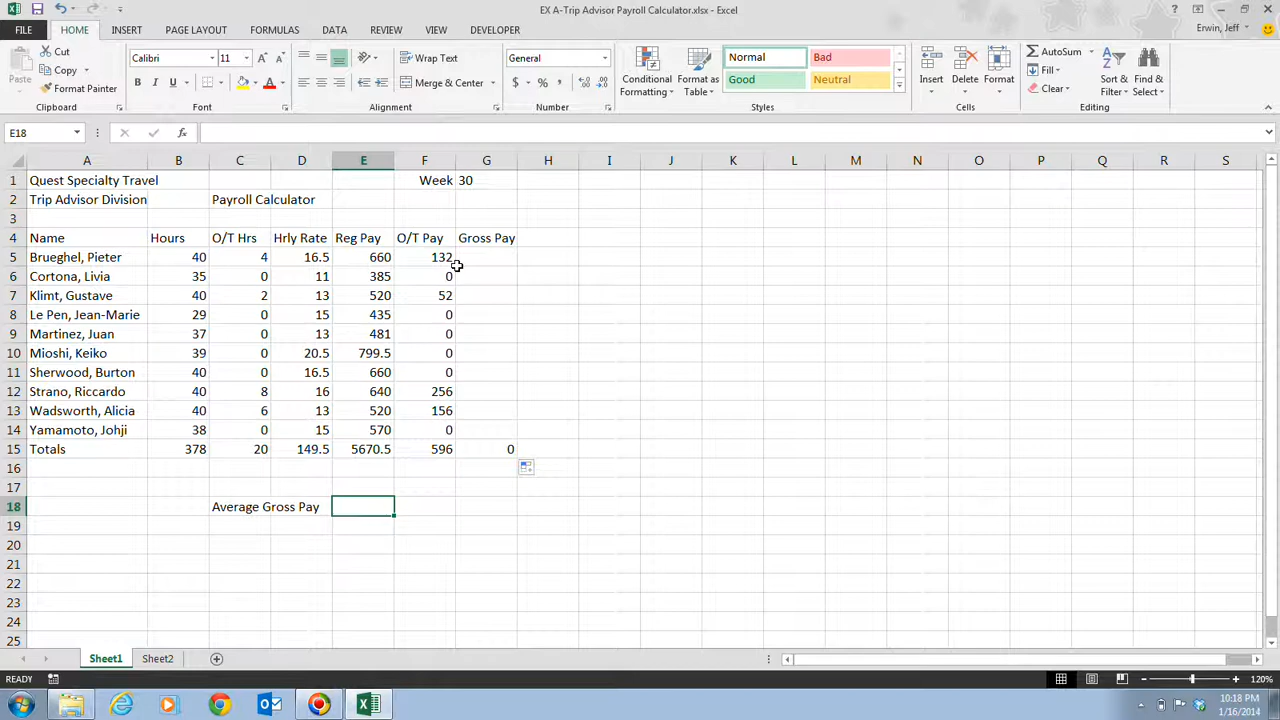 EX A-Trip Advisor Payroll Calculator.xlsx - Excel
FILE HOME INSERT PAGE LAYOUT FORMULAS DATA REVIEW VIEW DEVELOPER Erwin, Jeff
Paste
Cut
Copy
Format Painter
Clipboard
Calibri 11
B I U
Font
Wrap Text
Merge & Center
Alignment
General
$ % ,
Number
Conditional Formatting
Format as Table
Normal Bad
Good Neutral
Styles
Insert Delete Format
Cells
AutoSum
Fill
Clear
Sort & Filter
Find & Select
Editing
E18 fx
A B C D E F G H I J K L M N O P Q R S
1 Quest Specialty Travel Week 30
2 Trip Advisor Division Payroll Calculator
3
4 Name Hours O/T Hrs Hrly Rate Reg Pay O/T Pay Gross Pay
5 Brueghel, Pieter 40 4 16.5 660 132
6 Cortona, Livia 35 0 11 385 0
7 Klimt, Gustave 40 2 13 520 52
8 Le Pen, Jean-Marie 29 0 15 435 0
9 Martinez, Juan 37 0 13 481 0
10 Mioshi, Keiko 39 0 20.5 799.5 0
11 Sherwood, Burton 40 0 16.5 660 0
12 Strano, Riccardo 40 8 16 640 256
13 Wadsworth, Alicia 40 6 13 520 156
14 Yamamoto, Johji 38 0 15 570 0
15 Totals 378 20 149.5 5670.5 596 0
16
17
18 Average Gross Pay
19
20
21
22
23
24
25
Sheet1 Sheet2
READY 120%
10:18 PM
1/16/2014